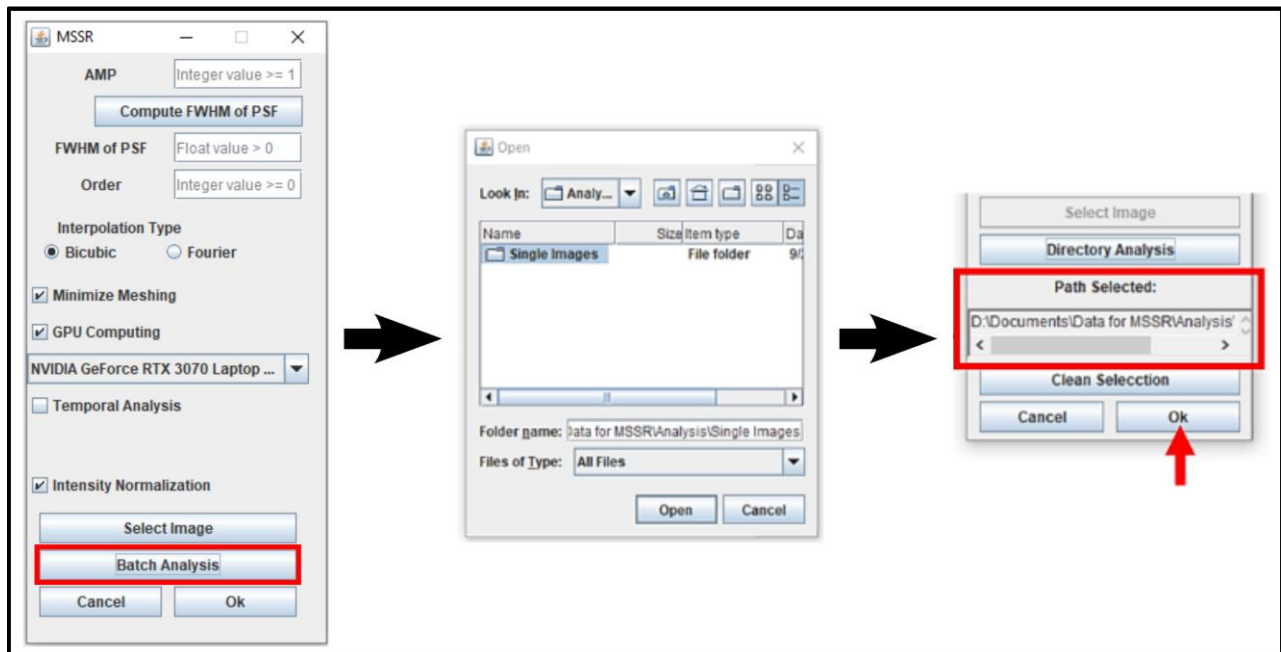 MSSR
AMP Integer value >= 1
Compute FWHM of PSF
FWHM of PSF Float value > 0
Order Integer value >= 0
Interpolation Type
Bicubic Fourier
Minimize Meshing
GPU Computing
NVIDIA GeForce RTX 3070 Laptop ...
Temporal Analysis
Intensity Normalization
Select Image
Batch Analysis
Cancel Ok
Open
Look In: Analy...
Name Size Item type Da
Single Images File folder 9/
Folder name: Data for MSSR\Analysis\Single Images
Files of Type: All Files
Open Cancel
Select Image
Directory Analysis
Path Selected:
D:\Documents\Data for MSSR\Analysis\
Clean Selecction
Cancel Ok